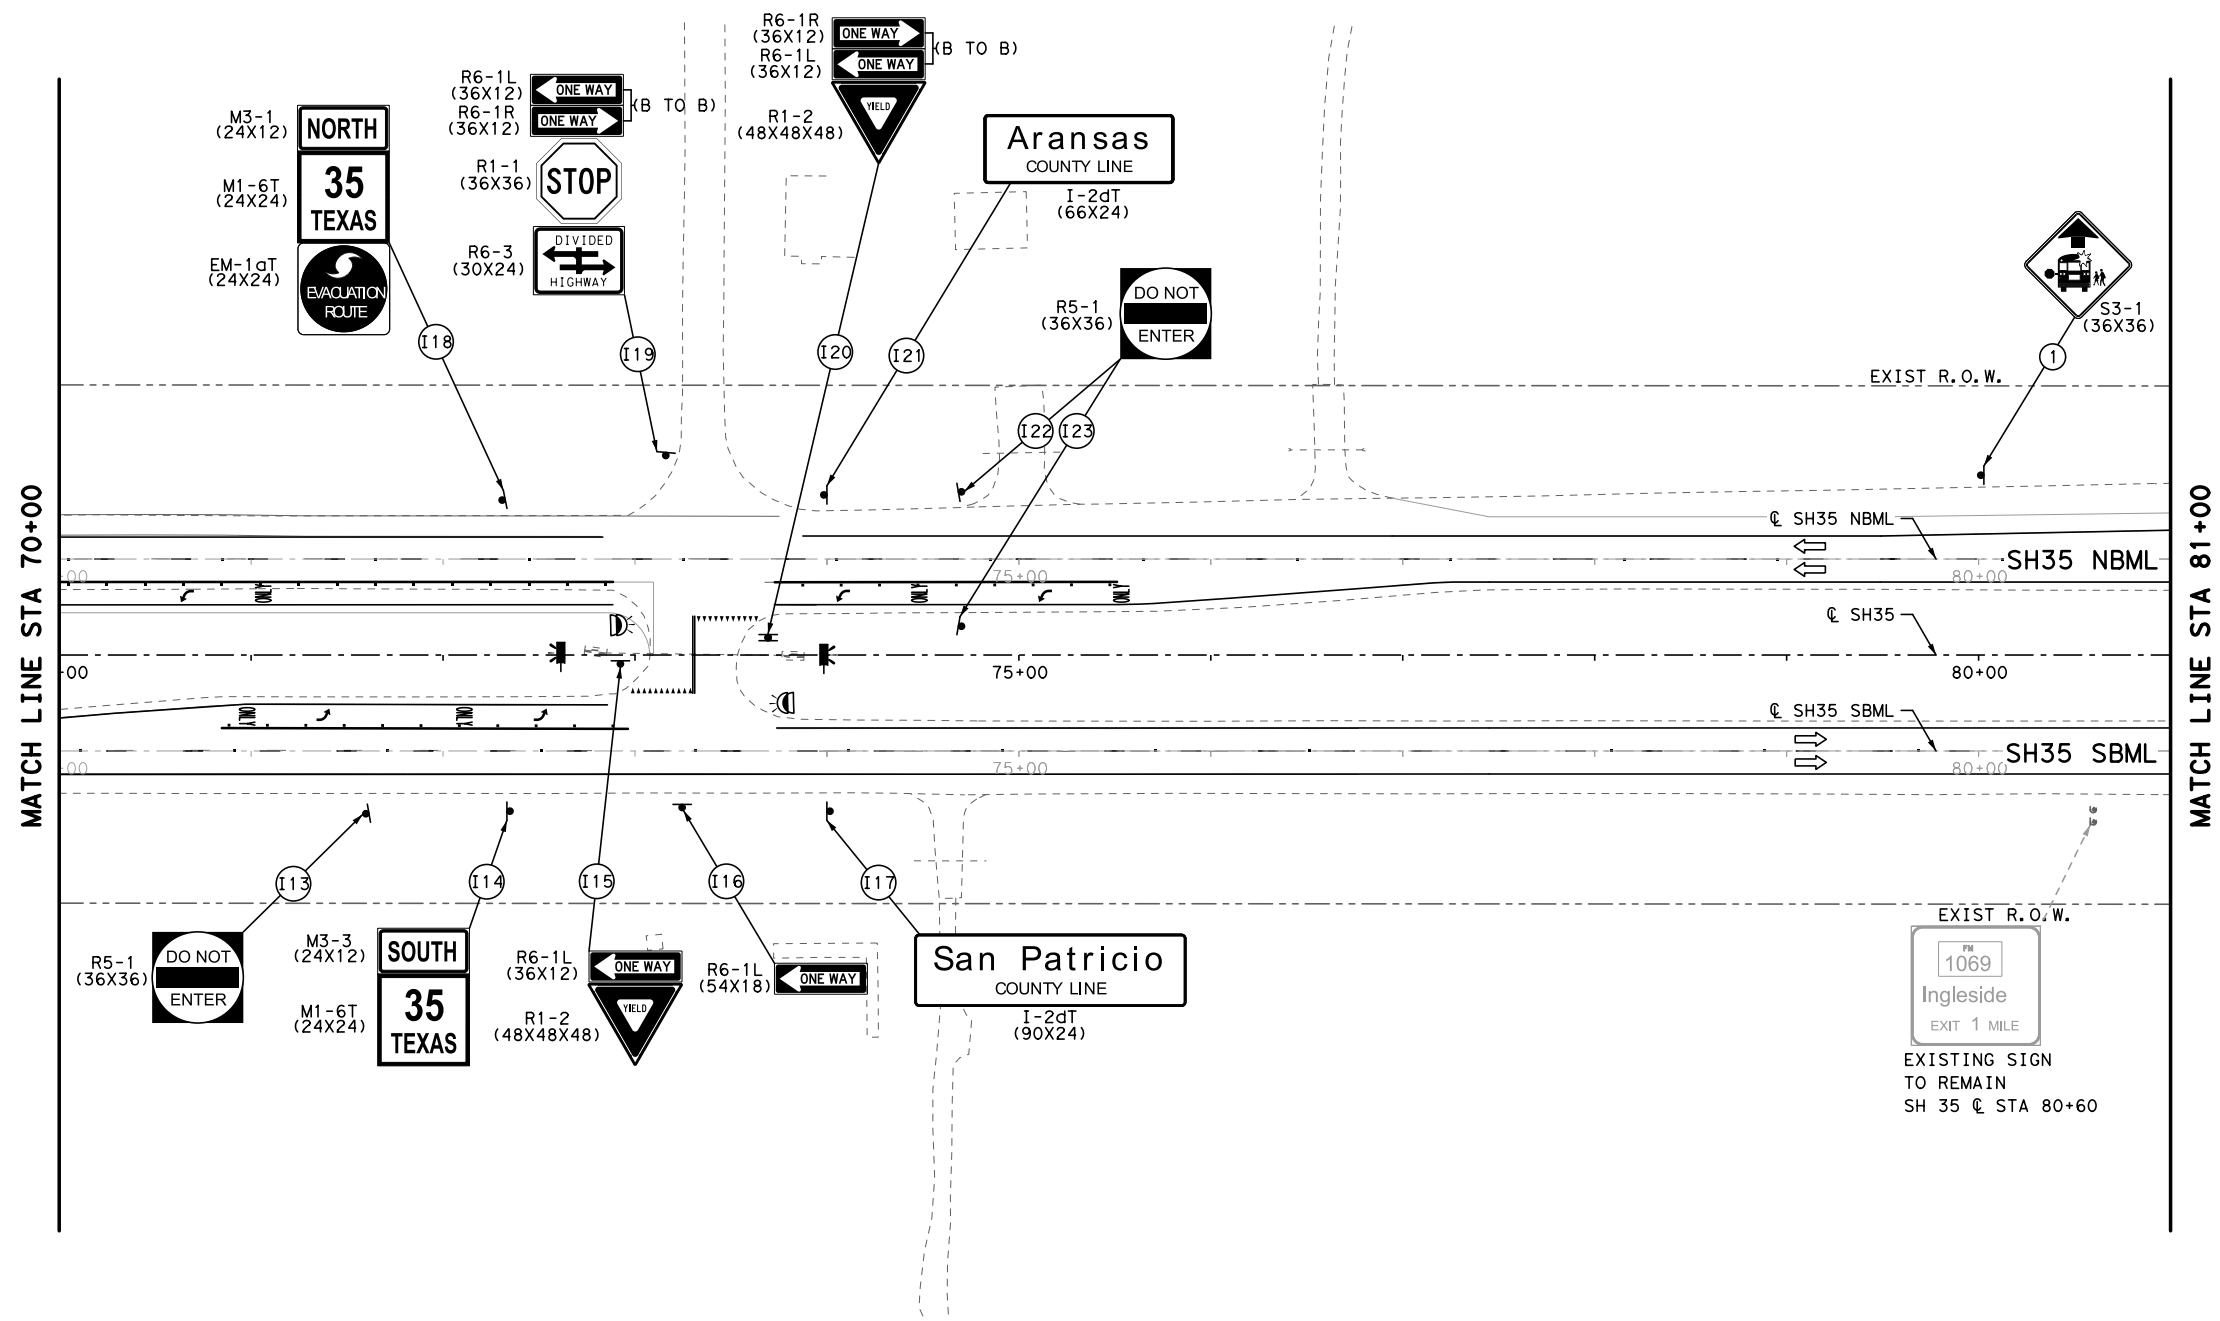 R6-1R
(36X12)
ONE WAY
R6-1L
(36X12)
ONE WAY
(B TO B)
YIELD
R1-2
(48X48X48)
R6-1L
(36X12)
ONE WAY
R6-1R
(36X12)
ONE WAY
(B TO B)
R1-1
(36X36)
STOP
R6-3
(30X24)
DIVIDED
HIGHWAY
M3-1
(24X12)
NORTH
M1-6T
(24X24)
35
TEXAS
EM-1aT
(24X24)
EVACUATION
ROUTE
Aransas
COUNTY LINE
I-2dT
(66X24)
R5-1
(36X36)
DO NOT
ENTER
S3-1
(36X36)
I18
I19
I20
I21
I22
I23
1
EXIST R.O.W.
MATCH LINE STA 70+00
MATCH LINE STA 81+00
℄ SH35 NBML
SH35 NBML
00
75+00
80+00
ONLY
ONLY
ONLY
℄ SH35
00
75+00
80+00
℄ SH35 SBML
ONLY
ONLY
SH35 SBML
00
75+00
80+00
I13
I14
I15
I16
I17
EXIST R.O.W.
R5-1
(36X36)
DO NOT
ENTER
M3-3
(24X12)
SOUTH
M1-6T
(24X24)
35
TEXAS
R6-1L
(36X12)
ONE WAY
R1-2
(48X48X48)
YIELD
R6-1L
(54X18)
ONE WAY
San Patricio
COUNTY LINE
I-2dT
(90X24)
FM
1069
Ingleside
EXIT 1 MILE
EXISTING SIGN
TO REMAIN
SH 35 ℄ STA 80+60